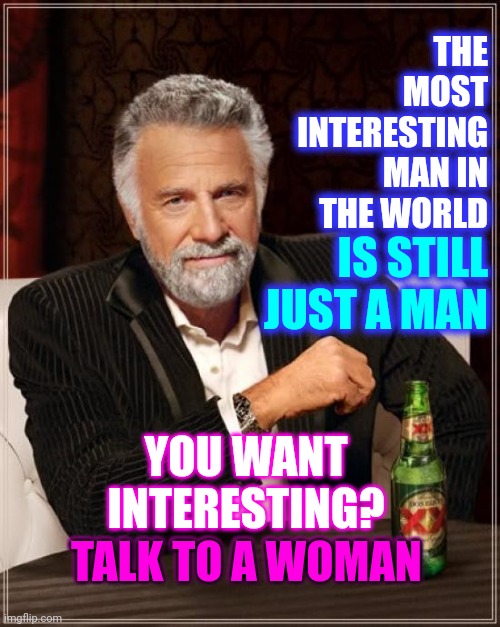 THE
MOST
INTERESTING
MAN IN
THE WORLD
IS STILL
JUST A MAN
YOU WANT
INTERESTING?
TALK TO A WOMAN
XX
imgflip.com